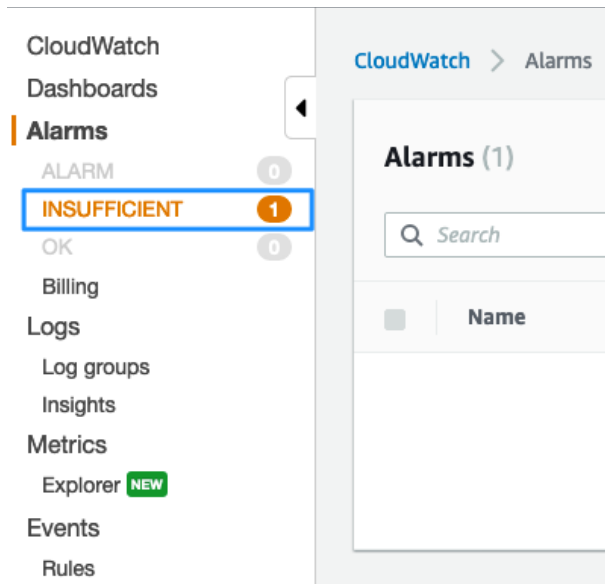 CloudWatch
Dashboards
Alarms
ALARM 0
INSUFFICIENT 1
OK 0
Billing
Logs
Log groups
Insights
Metrics
Explorer NEW
Events
Rules
CloudWatch > Alarms
Alarms (1)
Search
Name